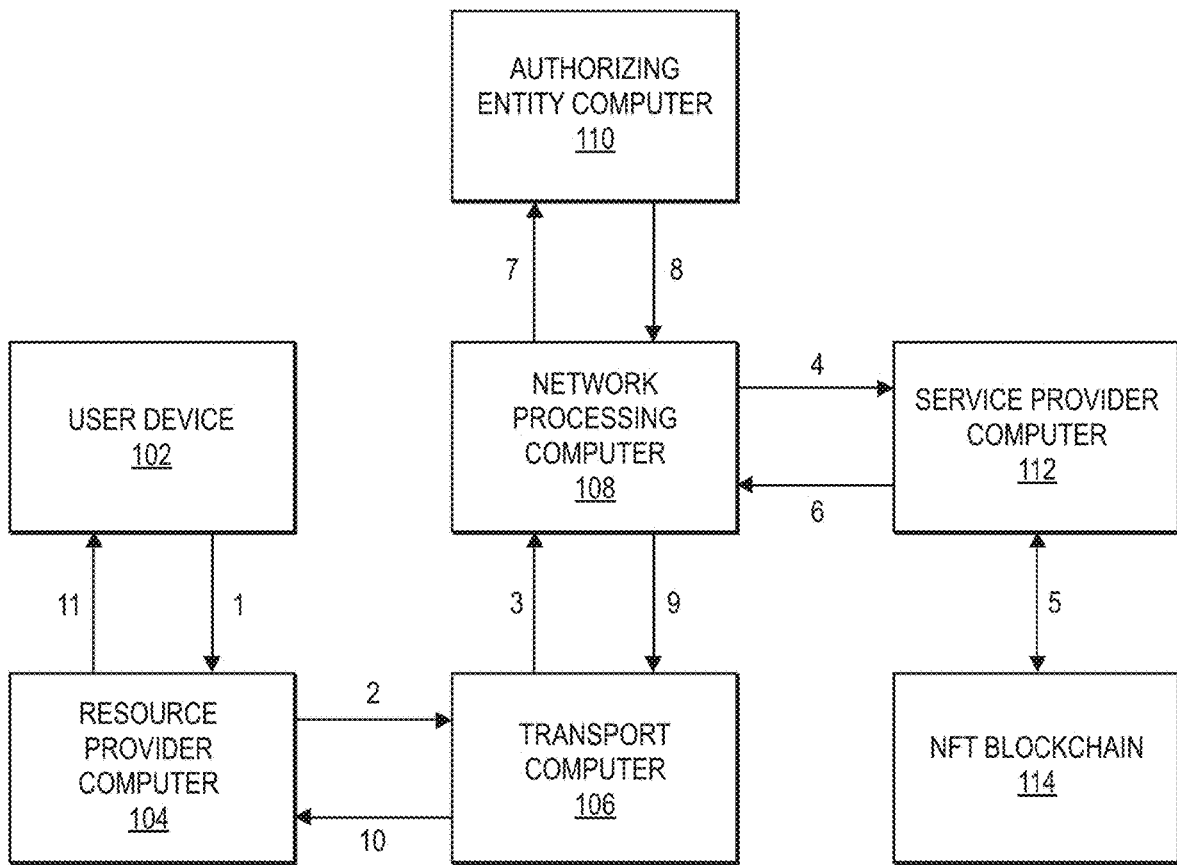 AUTHORIZING
ENTITY COMPUTER
110
7
8
USER DEVICE
102
NETWORK
PROCESSING
COMPUTER
108
4
6
SERVICE PROVIDER
COMPUTER
112
11
1
3
9
5
RESOURCE
PROVIDER
COMPUTER
104
2
10
TRANSPORT
COMPUTER
106
NFT BLOCKCHAIN
114